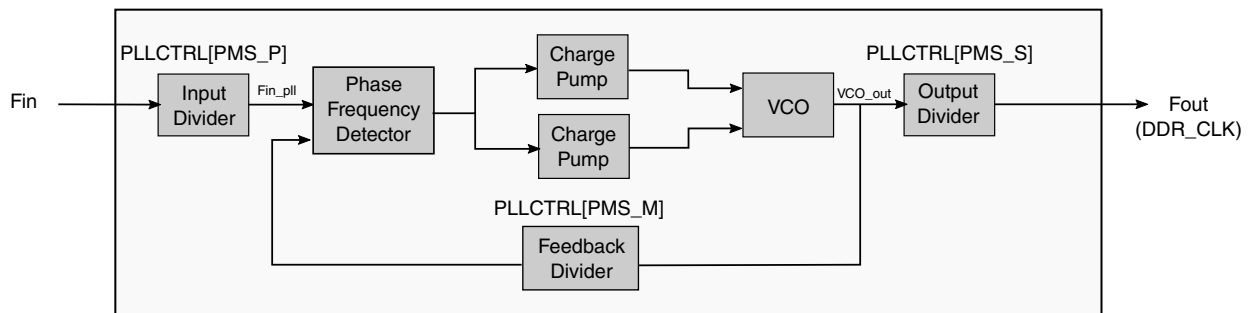 PLLCTRL[PMS_P]
Charge
Pump
PLLCTRL[PMS_S]
Fin
Input
Divider
Fin_pll
Phase
Frequency
Detector
VCO
VCO_out
Output
Divider
Fout
(DDR_CLK)
Charge
Pump
PLLCTRL[PMS_M]
Feedback
Divider